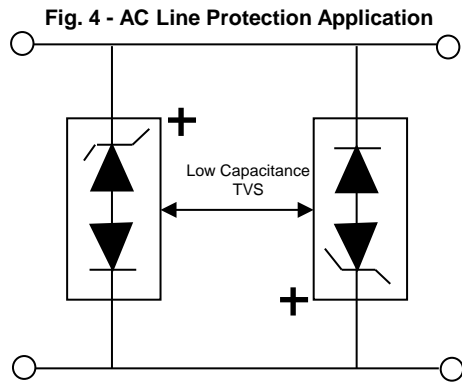 Fig. 4 - AC Line Protection Application
+
Low Capacitance
TVS
+